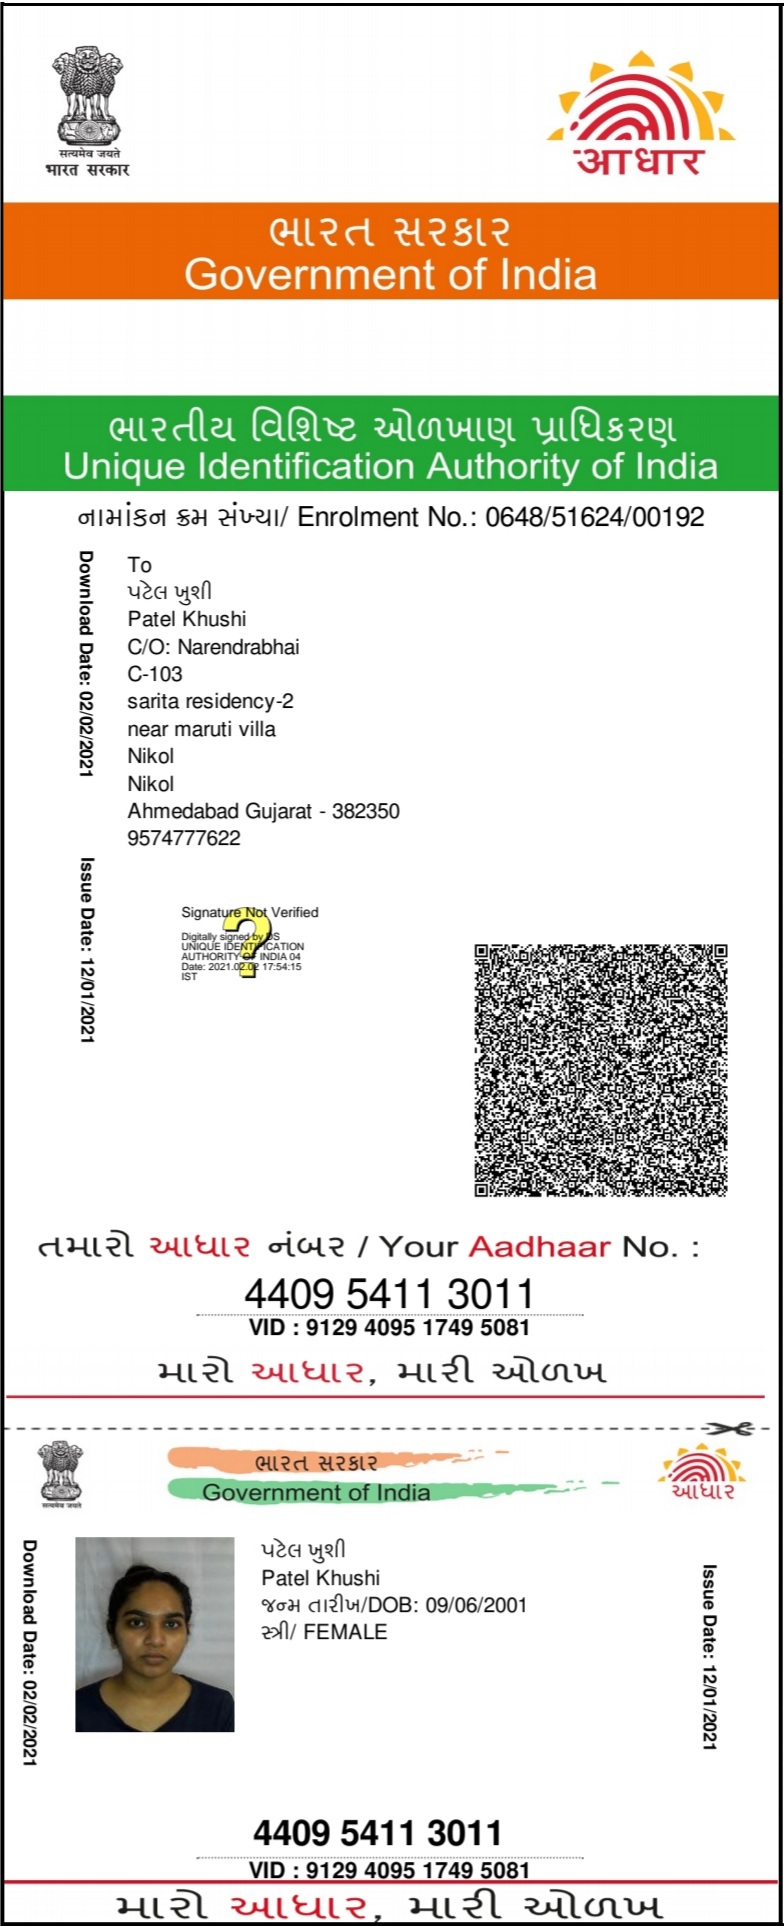 सत्यमेव जयते
भारत सरकार
आधार
ભારત સરકાર
Government of India
ભારતીય વિશિષ્ટ ઓળખાણ પ્રાધિકરણ
Unique Identification Authority of India
નામાંકન ક્રમ સંખ્યા/ Enrolment No.: 0648/51624/00192
Download Date: 02/02/2021
Issue Date: 12/01/2021
To
પટેલ ખુશી
Patel Khushi
C/O: Narendrabhai
C-103
sarita residency-2
near maruti villa
Nikol
Nikol
Ahmedabad Gujarat - 382350
9574777622
Signature Not Verified
Digitally signed by DS
UNIQUE IDENTIFICATION
AUTHORITY OF INDIA 04
Date: 2021.02.02 17:54:15
IST
તમારો આધાર નંબર / Your Aadhaar No. :
4409 5411 3011
VID : 9129 4095 1749 5081
મારો આધાર, મારી ઓળખ
सत्यमेव जयते
ભારત સરકાર
Government of India
આધાર
Download Date: 02/02/2021
પટેલ ખુશી
Patel Khushi
જન્મ તારીખ/DOB: 09/06/2001
સ્ત્રી/ FEMALE
Issue Date: 12/01/2021
4409 5411 3011
VID : 9129 4095 1749 5081
મારો આધાર, મારી ઓળખ